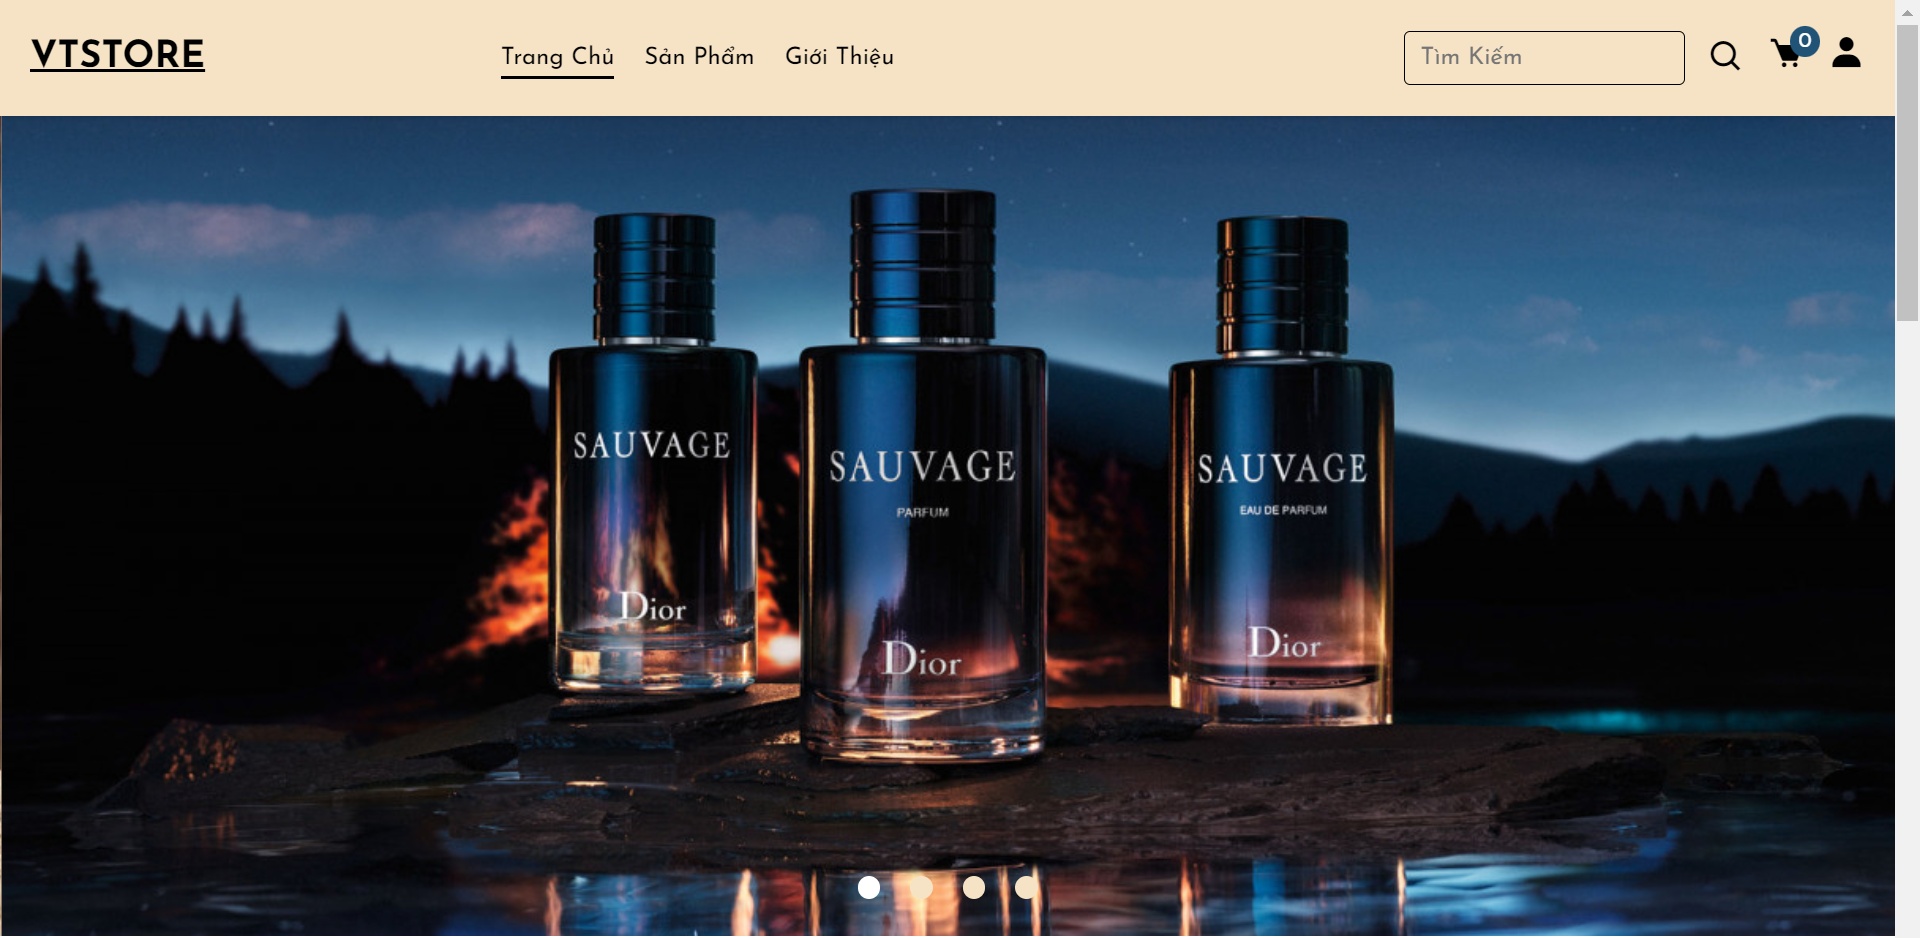 VTSTORE
Trang Chủ Sản Phẩm Giới Thiệu
Tìm Kiếm
0
SAUVAGE
Dior
SAUVAGE
PARFUM
Dior
SAUVAGE
EAU DE PARFUM
Dior